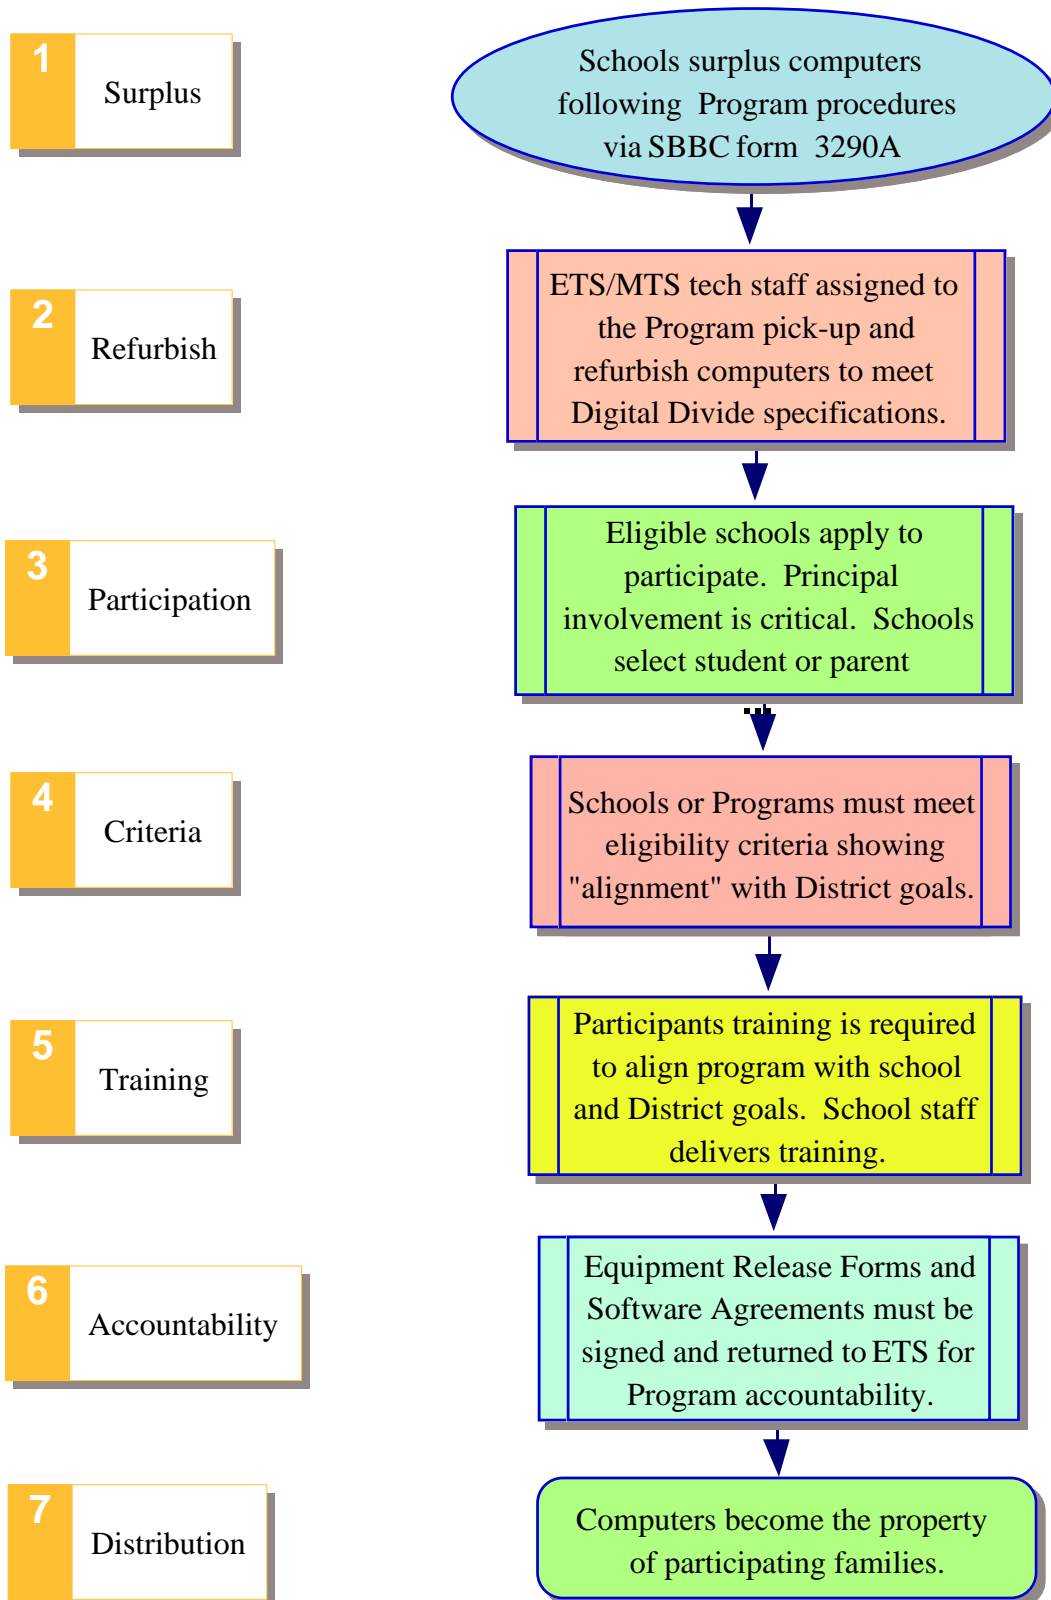 1
Surplus
Schools surplus computers
following Program procedures
via SBBC form 3290A
2
Refurbish
ETS/MTS tech staff assigned to
the Program pick-up and
refurbish computers to meet
Digital Divide specifications.
3
Participation
Eligible schools apply to
participate. Principal
involvement is critical. Schools
select student or parent
4
Criteria
Schools or Programs must meet
eligibility criteria showing
"alignment" with District goals.
5
Training
Participants training is required
to align program with school
and District goals. School staff
delivers training.
6
Accountability
Equipment Release Forms and
Software Agreements must be
signed and returned to ETS for
Program accountability.
7
Distribution
Computers become the property
of participating families.